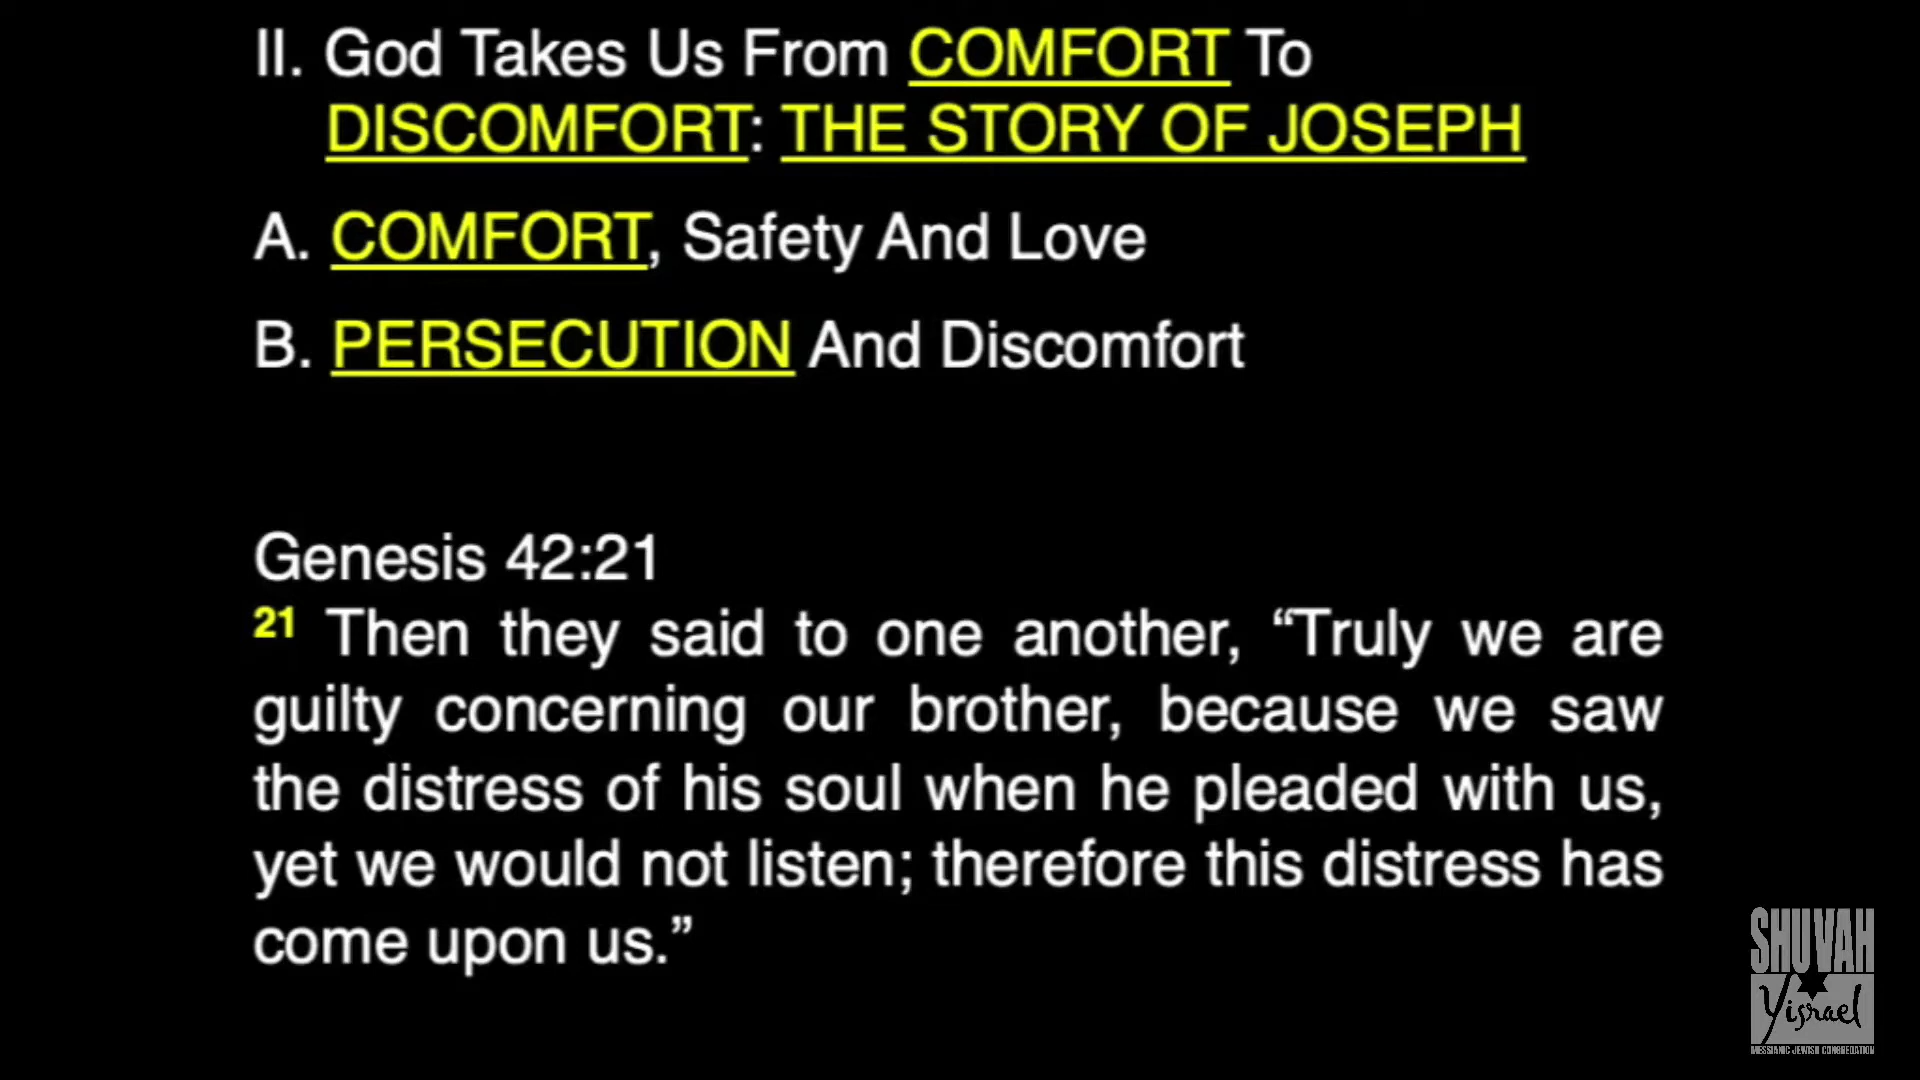 II. God Takes Us From COMFORT To
DISCOMFORT: THE STORY OF JOSEPH
A. COMFORT, Safety And Love
B. PERSECUTION And Discomfort
Genesis 42:21
21 Then they said to one another, “Truly we are
guilty concerning our brother, because we saw
the distress of his soul when he pleaded with us,
yet we would not listen; therefore this distress has
come upon us.”
SHUVAH
Yisrael
MESSIANIC JEWISH CONGREGATION